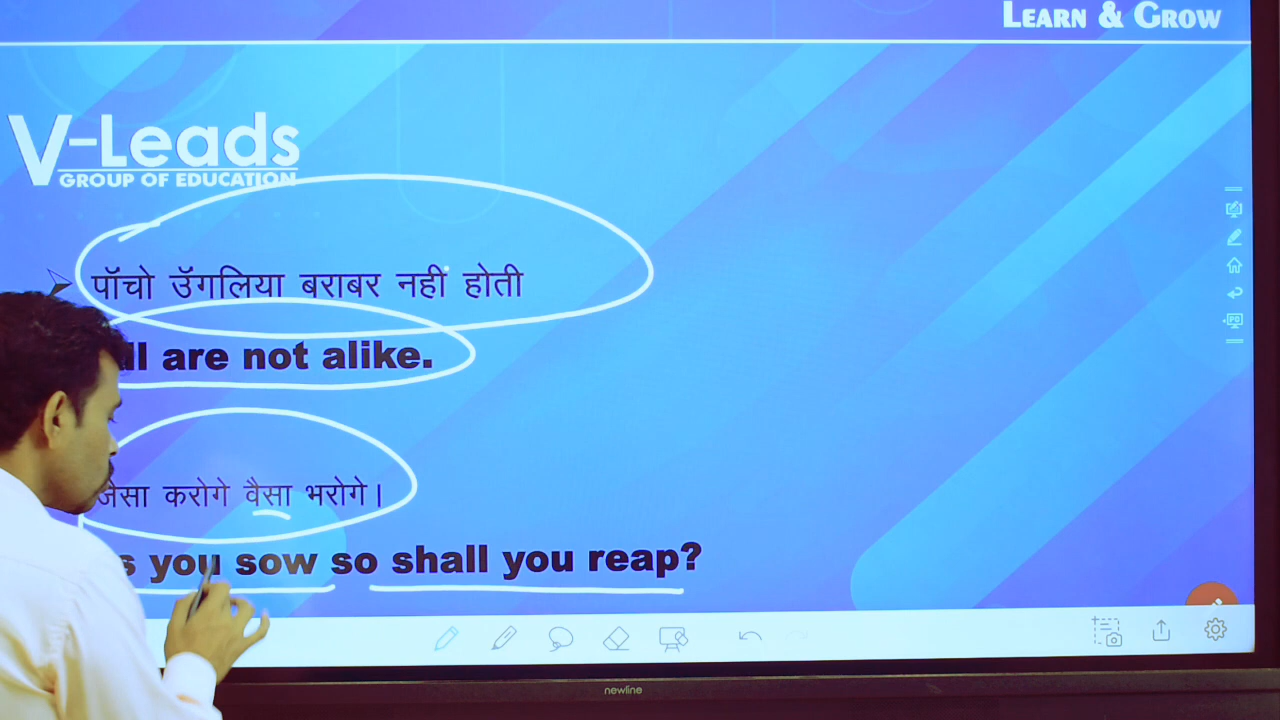 LEARN & GROW
V-Leads
GROUP OF EDUCATION
पॉचो उॅगलिया बराबर नही होती
are not alike.
जैसा करोगे वैसा भरोगे।
you sow so shall you reap?
newline